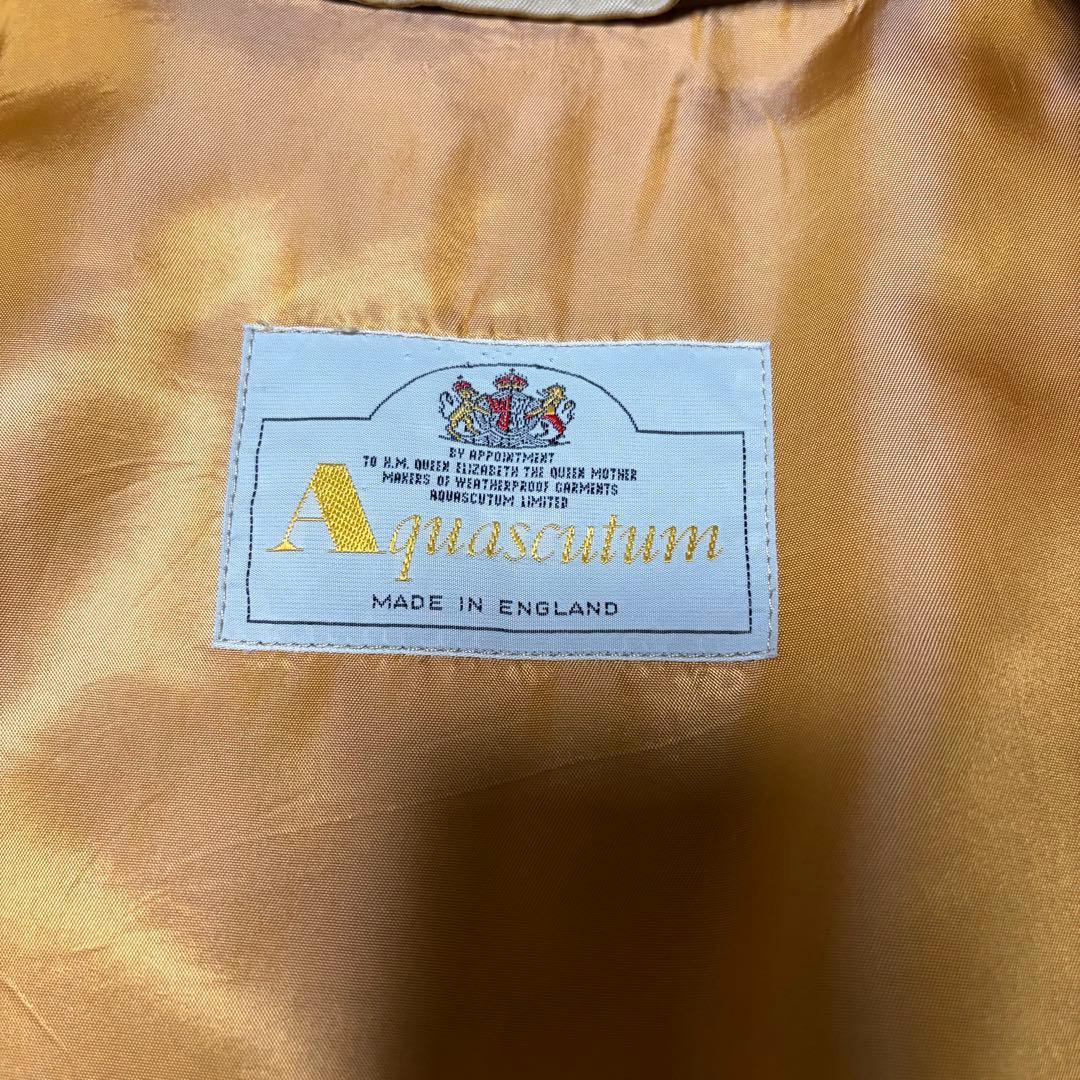 BY APPOINTMENT
TO H.M. QUEEN ELIZABETH THE QUEEN MOTHER
MAKERS OF WEATHERPROOF GARMENTS
AQUASCUTUM LIMITED
Aquascutum
MADE IN ENGLAND